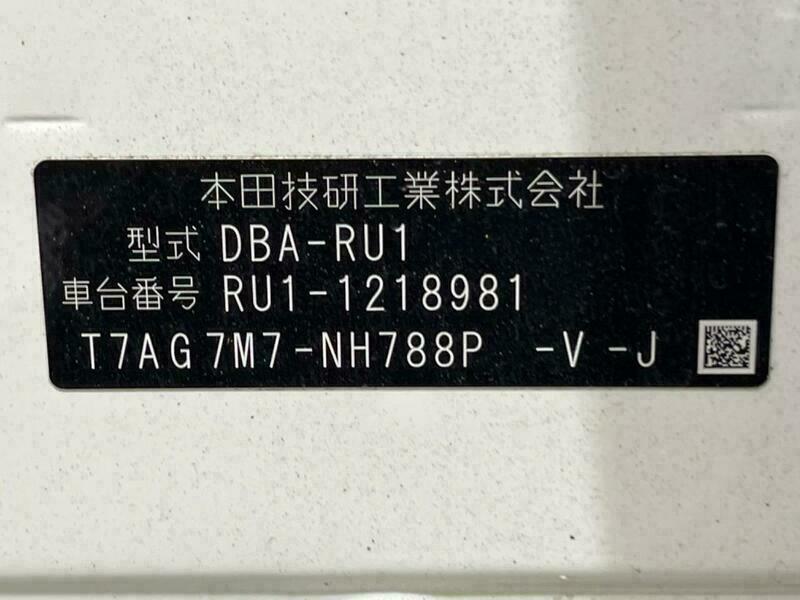 本田技研工業株式会社
型式 DBA-RU1
車台番号 RU1-1218981
T7AG7M7-NH788P -V-J